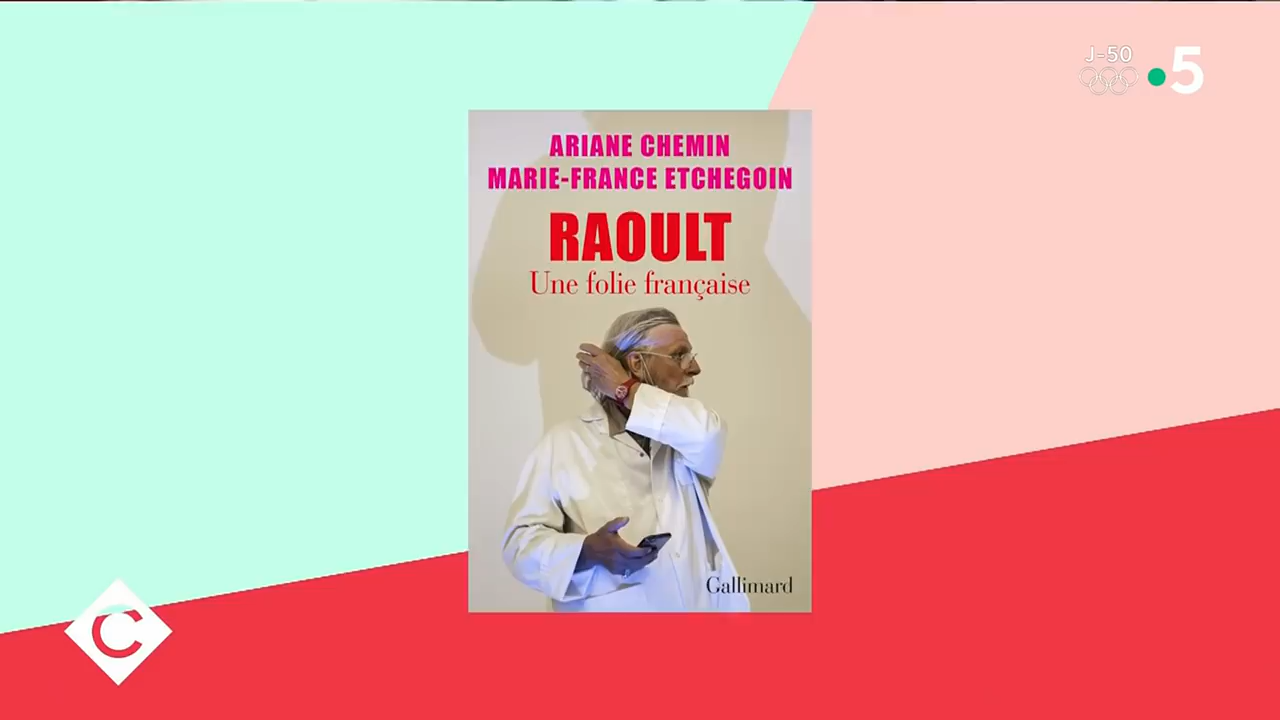 J-50
5
ARIANE CHEMIN
MARIE-FRANCE ETCHEGOIN
RAOULT
Une folie française
Gallimard
C